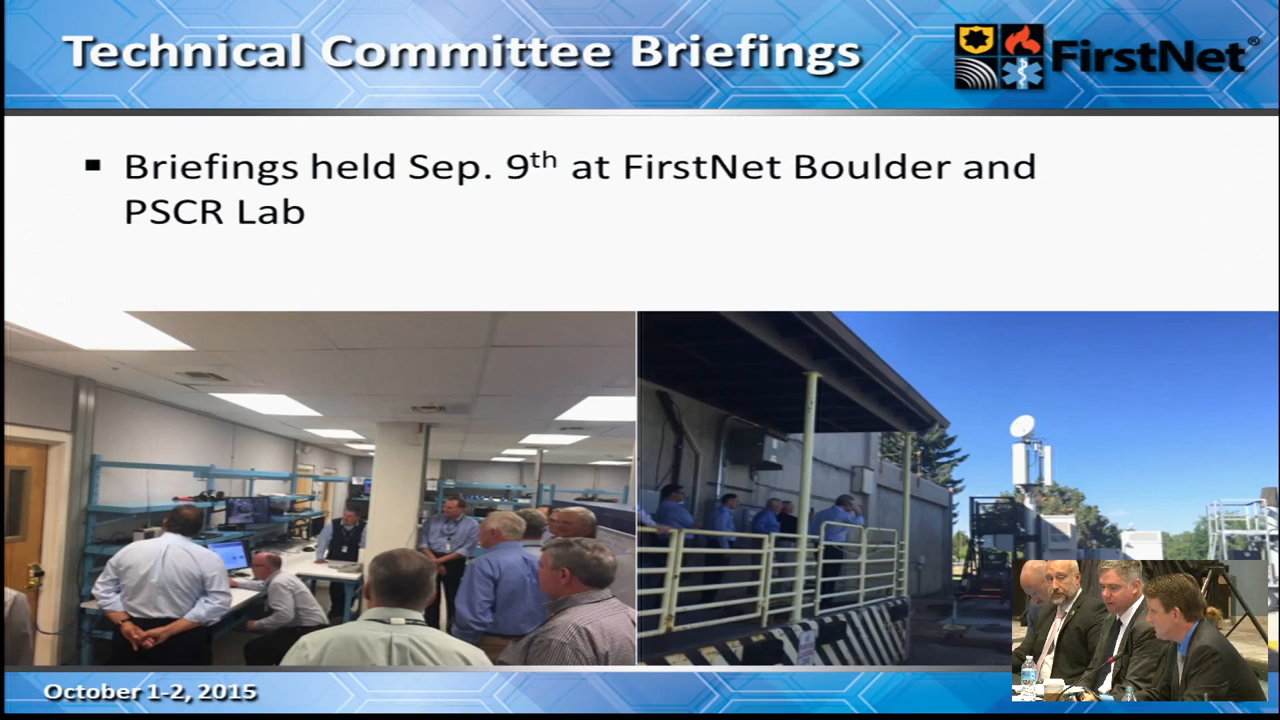 Technical Committee Briefings
FirstNet®
▪ Briefings held Sep. 9th at FirstNet Boulder and
PSCR Lab
October 1-2, 2015